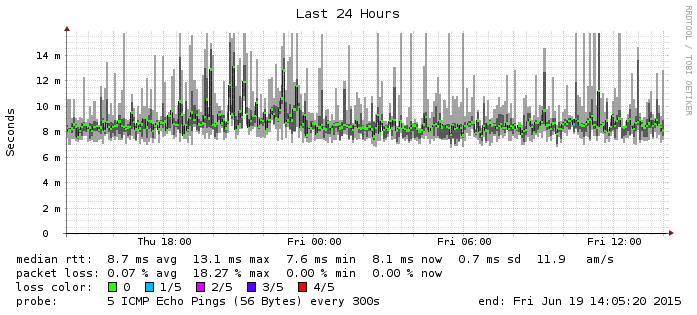 Last 24 Hours
RRDTOOL / TOBI OETIKER
Seconds
14 m
12 m
10 m
8 m
6 m
4 m
2 m
0
Thu 18:00 Fri 00:00 Fri 06:00 Fri 12:00
median rtt: 8.7 ms avg 13.1 ms max 7.6 ms min 8.1 ms now 0.7 ms sd 11.9 am/s
packet loss: 0.07 % avg 18.27 % max 0.00 % min 0.00 % now
loss color: 0 1/5 2/5 3/5 4/5
probe: 5 ICMP Echo Pings (56 Bytes) every 300s end: Fri Jun 19 14:05:20 2015